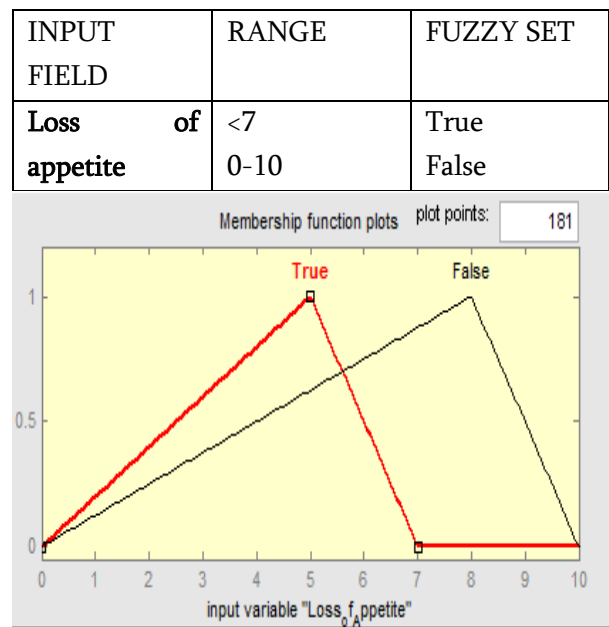 INPUT FIELD RANGE FUZZY SET
Loss of appetite <7 True
0-10 False
Membership function plots plot points: 181
True False
1
0.5
0
0 1 2 3 4 5 6 7 8 9 10
input variable "Loss_of_Appetite"